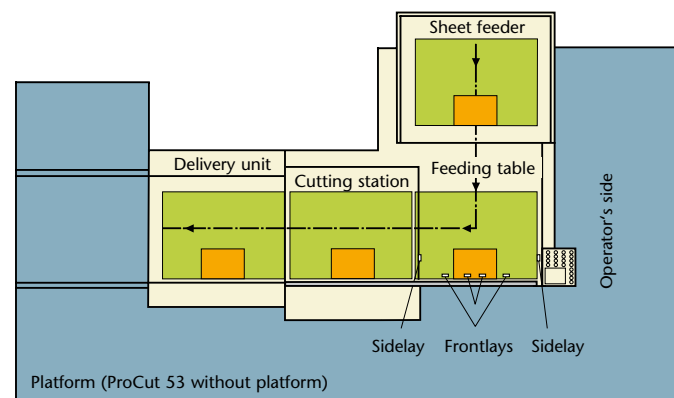 Sheet feeder
Delivery unit
Feeding table
Cutting station
Operator's side
Sidelay
Frontlays
Sidelay
Platform (ProCut 53 without platform)